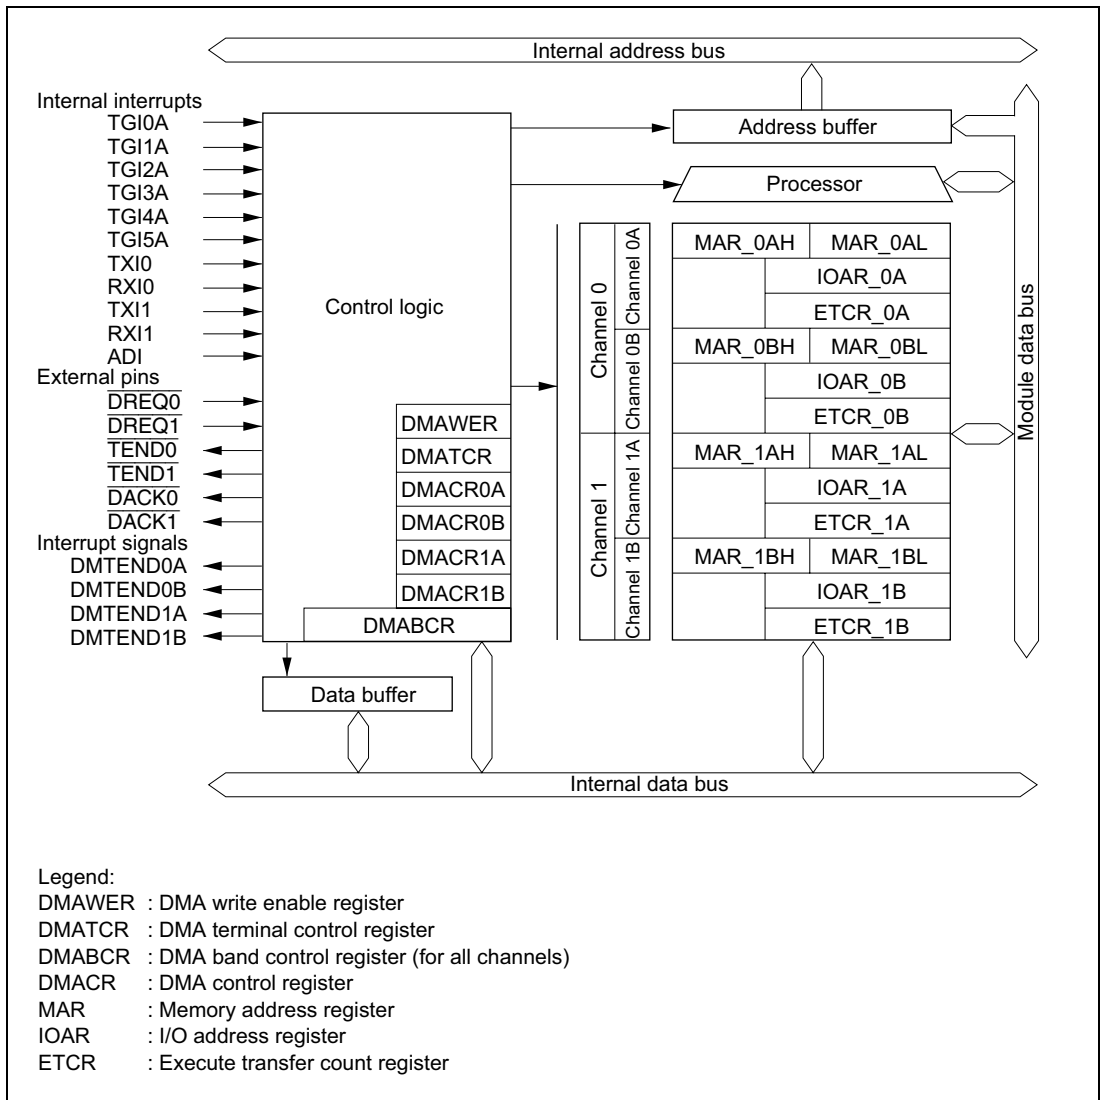 Internal address bus
Internal interrupts
TGI0A
TGI1A
TGI2A
TGI3A
TGI4A
TGI5A
TXI0
RXI0
TXI1
RXI1
ADI
External pins
DREQ0
DREQ1
TEND0
TEND1
DACK0
DACK1
Interrupt signals
DMTEND0A
DMTEND0B
DMTEND1A
DMTEND1B
Control logic
DMAWER
DMATCR
DMACR0A
DMACR0B
DMACR1A
DMACR1B
DMABCR
Data buffer
Address buffer
Processor
Channel 0
Channel 0A
Channel 0B
Channel 1
Channel 1A
Channel 1B
MAR_0AH MAR_0AL
IOAR_0A
ETCR_0A
MAR_0BH MAR_0BL
IOAR_0B
ETCR_0B
MAR_1AH MAR_1AL
IOAR_1A
ETCR_1A
MAR_1BH MAR_1BL
IOAR_1B
ETCR_1B
Module data bus
Internal data bus
Legend:
DMAWER : DMA write enable register
DMATCR : DMA terminal control register
DMABCR : DMA band control register (for all channels)
DMACR : DMA control register
MAR : Memory address register
IOAR : I/O address register
ETCR : Execute transfer count register